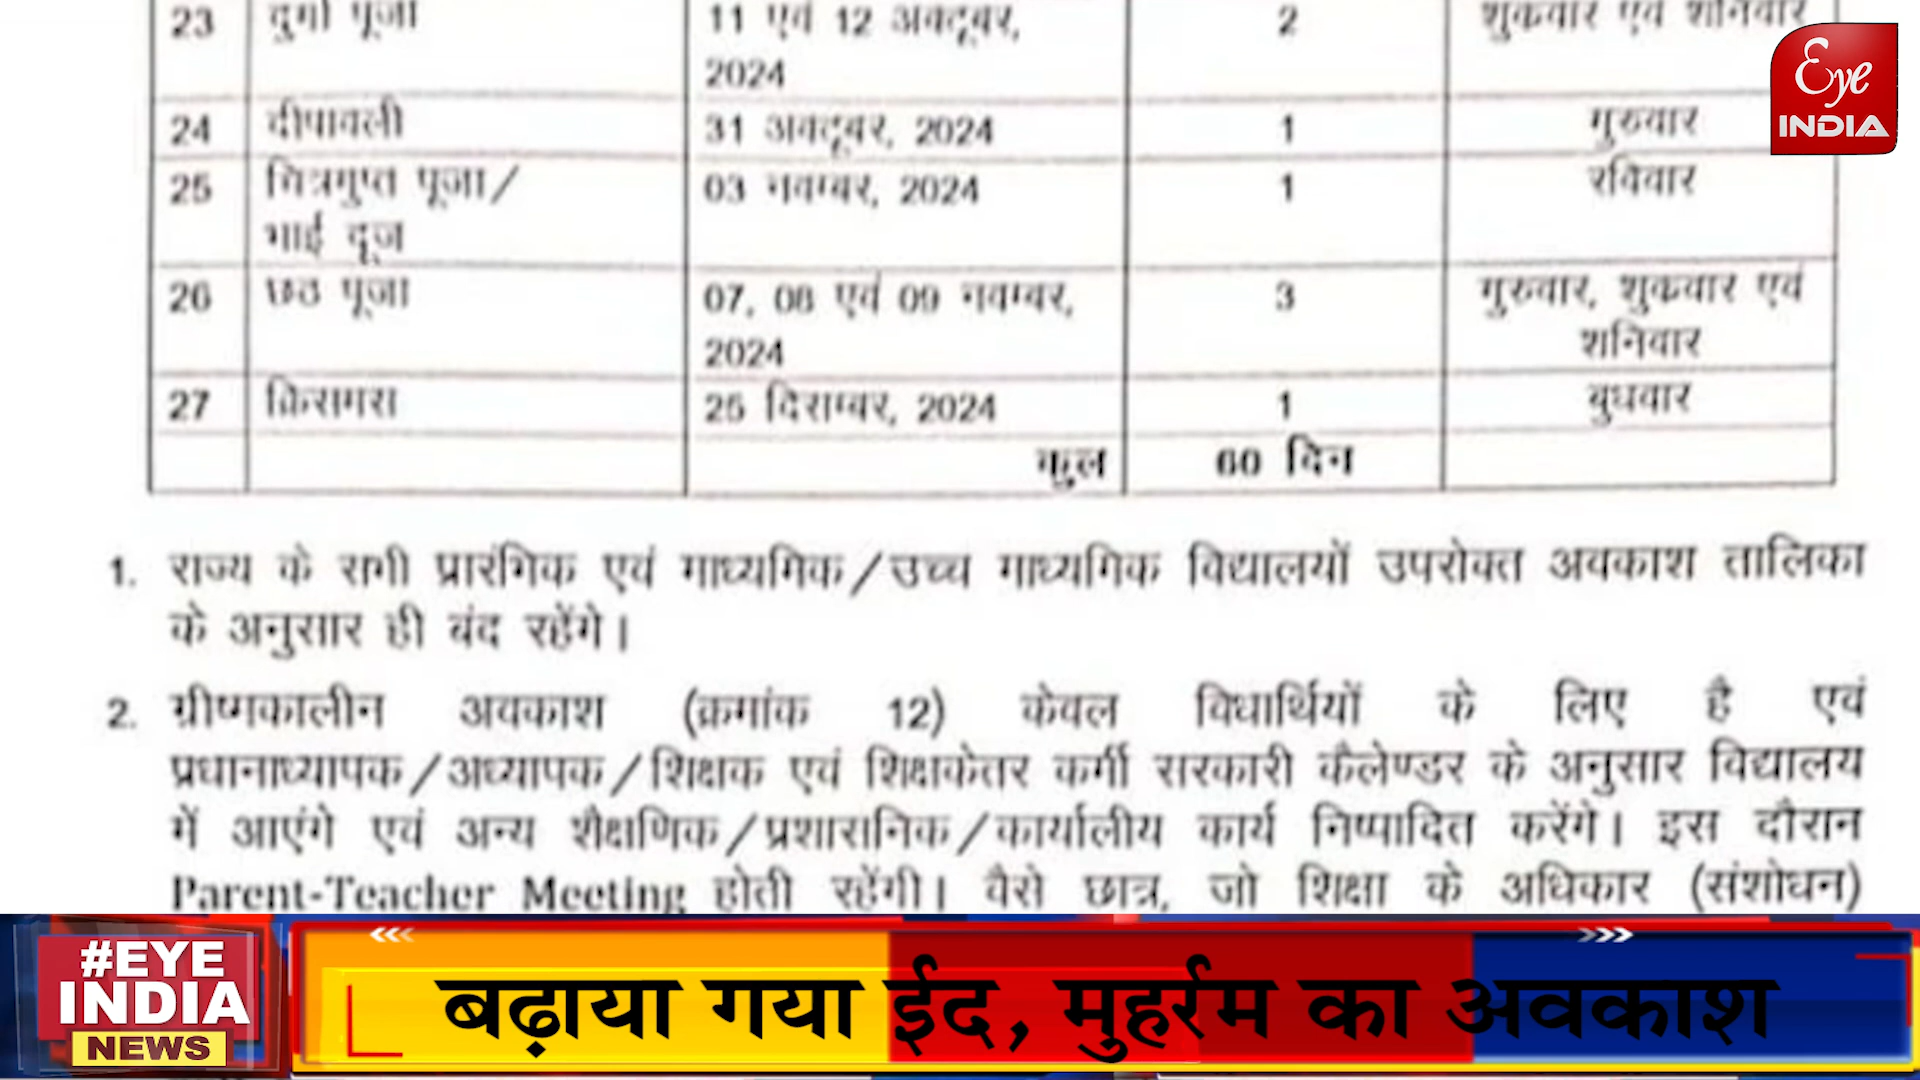 23 दुर्गा पूजा 11 एवं 12 अक्टूबर, 2024 2 शुक्रवार एवं शनिवार
24 दीपावली 31 अक्टूबर, 2024 1 गुरुवार
25 चित्रगुप्त पूजा/ भाई दूज 03 नवम्बर, 2024 1 रविवार
26 छठ पूजा 07, 08 एवं 09 नवम्बर, 2024 3 गुरुवार, शुक्रवार एवं शनिवार
27 क्रिसमस 25 दिसम्बर, 2024 1 बुधवार
कुल 60 दिन
1. राज्य के सभी प्रारंभिक एवं माध्यमिक/उच्च माध्यमिक विद्यालयों उपरोक्त अवकाश तालिका
के अनुसार ही बंद रहेंगे।
2. ग्रीष्मकालीन अवकाश (क्रमांक 12) केवल विधार्थियों के लिए है एवं
प्रधानाध्यापक/अध्यापक/शिक्षक एवं शिक्षकेतर कर्मी सरकारी कैलेण्डर के अनुसार विद्यालय
में आएंगे एवं अन्य शैक्षणिक/प्रशासनिक/कार्यालीय कार्य निष्पादित करेंगे। इस दौरान
Parent-Teacher Meeting होती रहेंगी। वैसे छात्र, जो शिक्षा के अधिकार (संशोधन)
Eye
INDIA
#EYE
INDIA
NEWS
बढ़ाया गया ईद, मुहर्रम का अवकाश